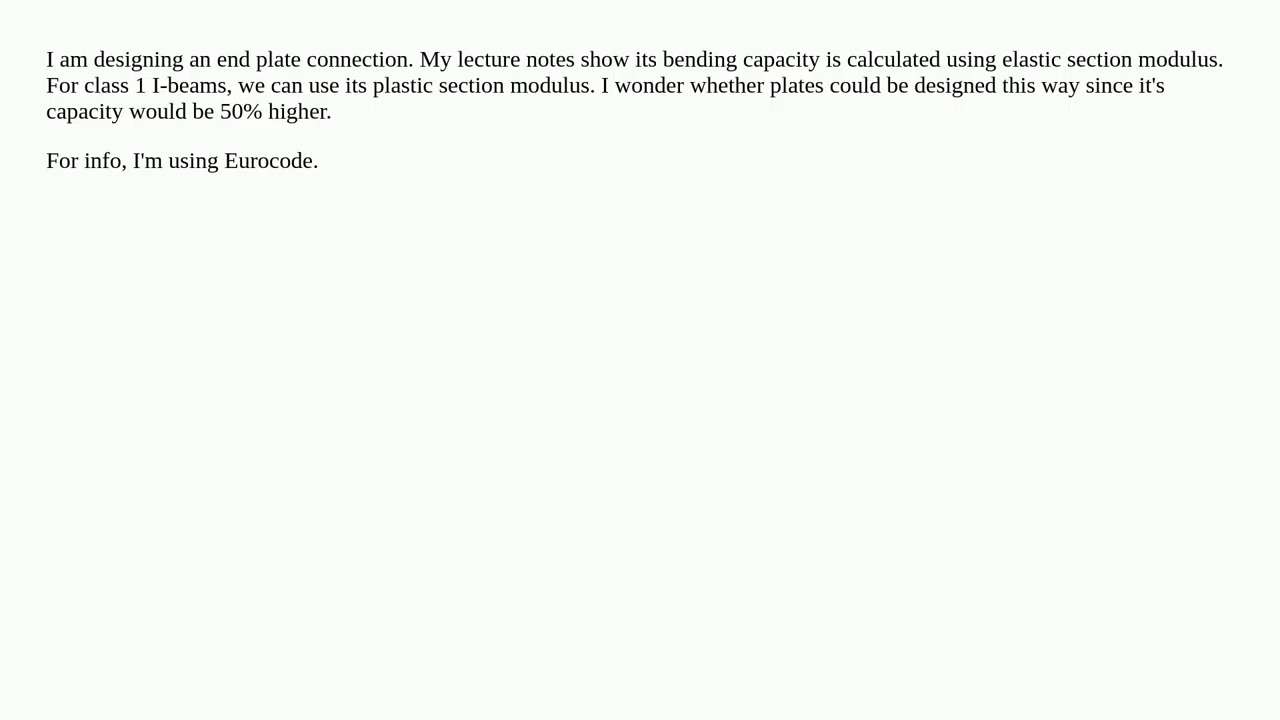 I am designing an end plate connection. My lecture notes show its bending capacity is calculated using elastic section modulus.
For class 1 I-beams, we can use its plastic section modulus. I wonder whether plates could be designed this way since it's
capacity would be 50% higher.
For info, I'm using Eurocode.